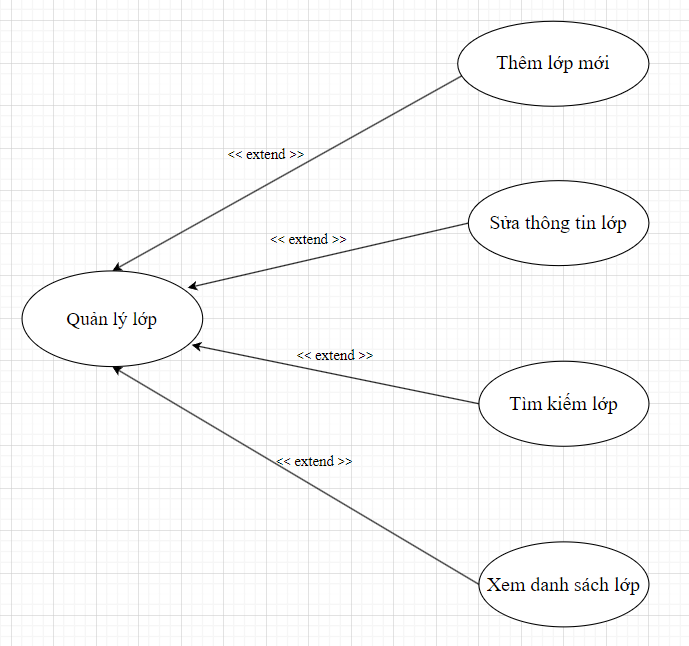 Thêm lớp mới
<< extend >>
Sửa thông tin lớp
<< extend >>
Quản lý lớp
<< extend >>
Tìm kiếm lớp
<< extend >>
Xem danh sách lớp